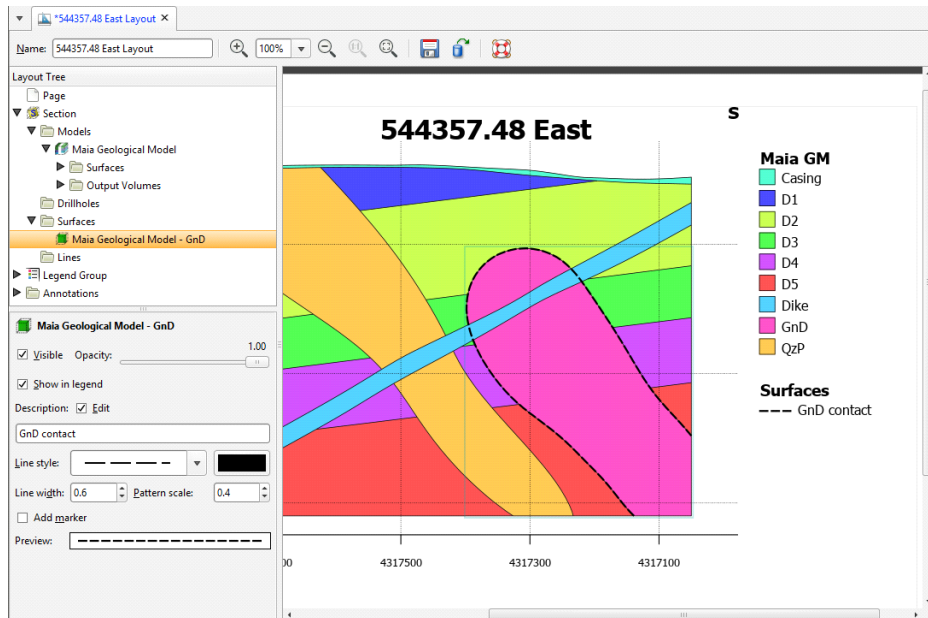 *544357.48 East Layout
Name: 544357.48 East Layout 100%
Layout Tree
Page
Section
Models
Maia Geological Model
Surfaces
Output Volumes
Drillholes
Surfaces
Maia Geological Model - GnD
Lines
Legend Group
Annotations
Maia Geological Model - GnD
Visible Opacity: 1.00
Show in legend
Description: Edit
GnD contact
Line style:
Line width: 0.6 Pattern scale: 0.4
Add marker
Preview:
S
544357.48 East
Maia GM
Casing
D1
D2
D3
D4
D5
Dike
GnD
QzP
Surfaces
GnD contact
00 4317500 4317300 4317100